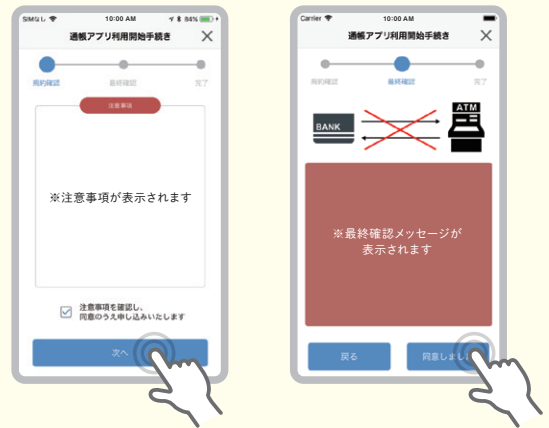 SIMなし 10:00 AM 84%
通帳アプリ利用開始手続き
規約確認 最終確認 完了
注意事項
※注意事項が表示されます
注意事項を確認し、
同意のうえ申し込みいたします
次へ
Carrier 10:00 AM
通帳アプリ利用開始手続き
規約確認 最終確認 完了
BANK
ATM
※最終確認メッセージが
表示されます
戻る
同意しました